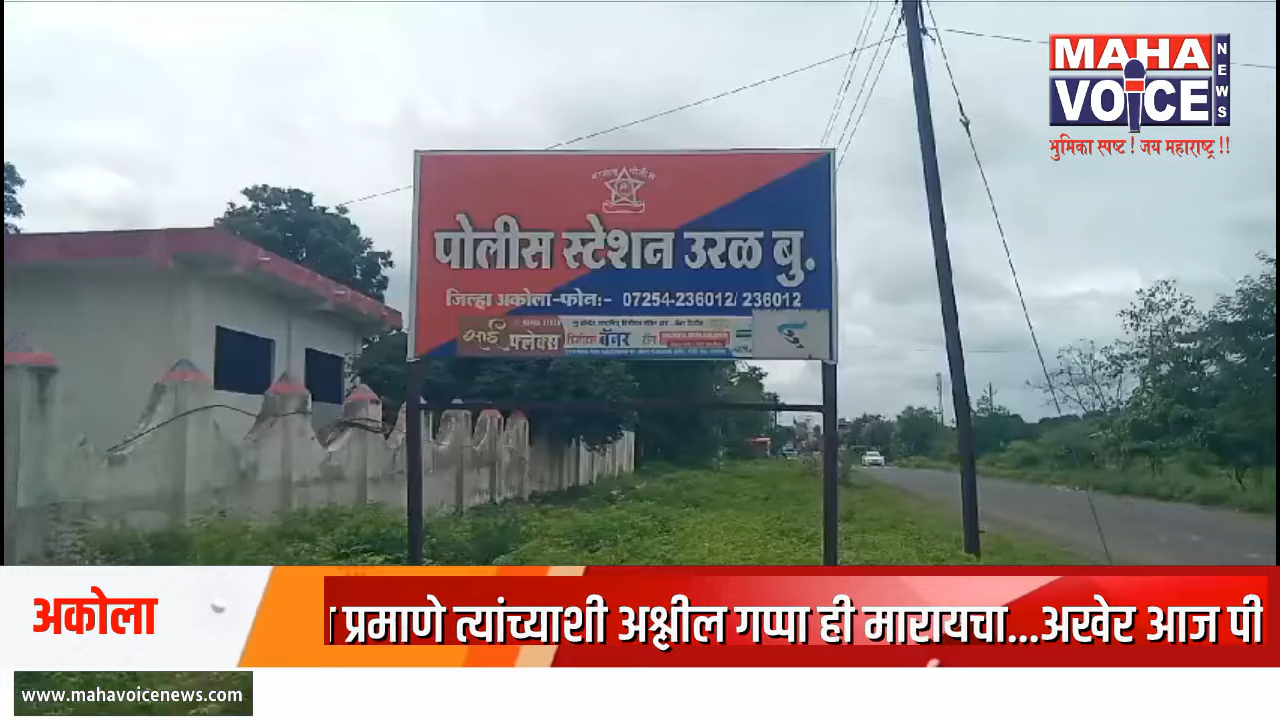 MAHA
VOICE
NEWS
भुमिका स्पष्ट ! जय महाराष्ट्र !!
पोलीस स्टेशन उरळ बु.
जिल्हा अकोला-फोन:- 07254-236012/ 236012
साई फ्लेक्स डिजीटल बॅनर
अकोला
प्रमाणे त्यांच्याशी अश्लील गप्पा ही मारायचा...अखेर आज पी
www.mahavoicenews.com